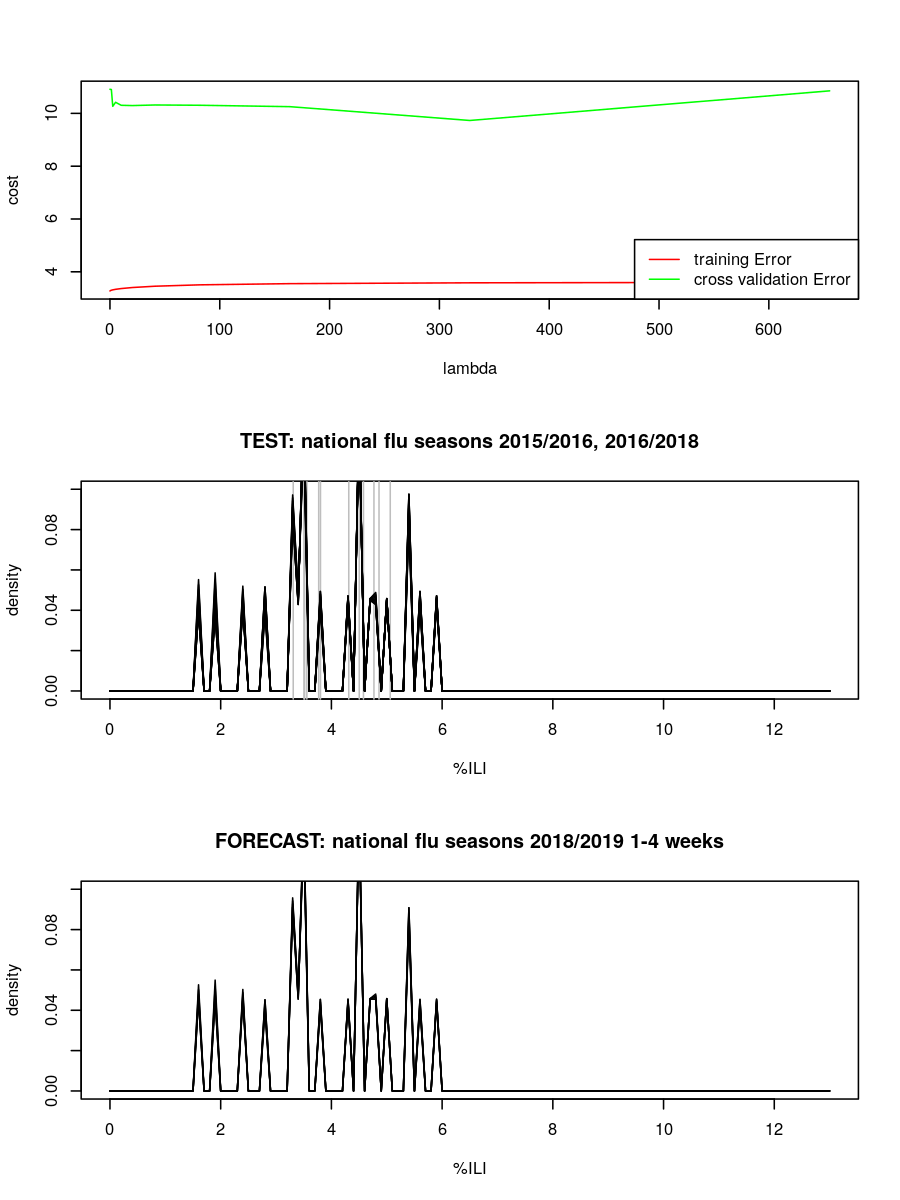 10
8
6
4
cost
training Error
cross validation Error
0 100 200 300 400 500 600
lambda
TEST: national flu seasons 2015/2016, 2016/2018
0.08
0.04
0.00
density
0 2 4 6 8 10 12
%ILI
FORECAST: national flu seasons 2018/2019 1-4 weeks
0.08
0.04
0.00
density
0 2 4 6 8 10 12
%ILI